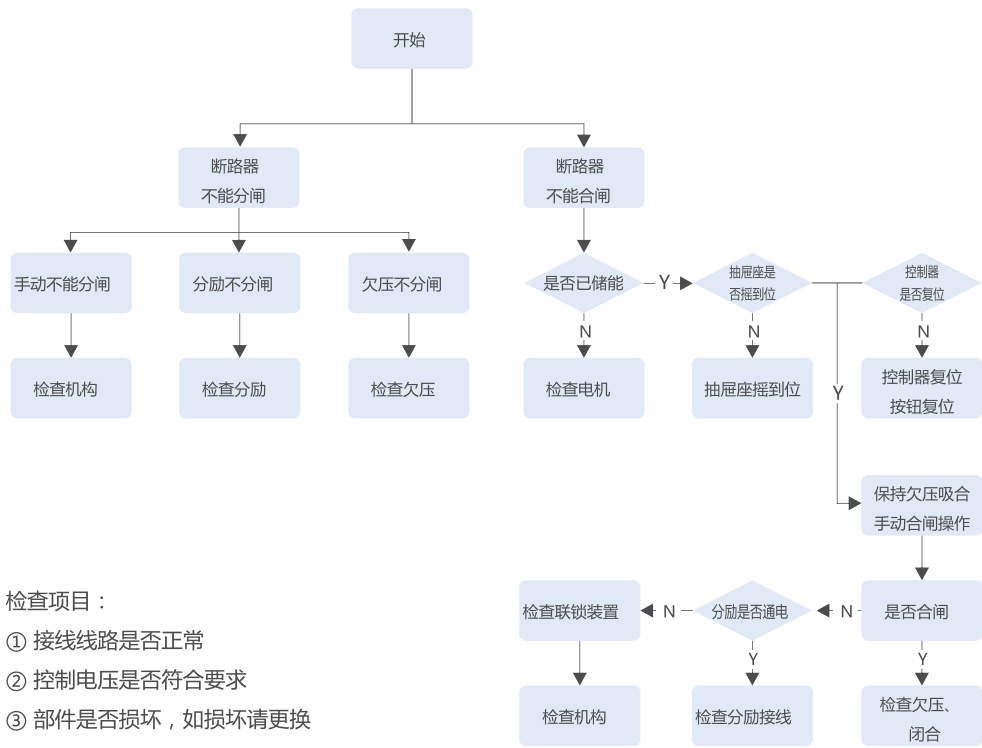 开始
断路器
不能分闸
断路器
不能合闸
手动不能分闸
分励不分闸
欠压不分闸
是否已储能
Y
抽屉座是
否摇到位
控制器
是否复位
N
N
N
检查机构
检查分励
检查欠压
检查电机
抽屉座摇到位
Y
控制器复位
按钮复位
保持欠压吸合
手动合闸操作
检查联锁装置
N
分励是否通电
N
是否合闸
Y
Y
检查机构
检查分励接线
检查欠压、
闭合
检查项目：
① 接线线路是否正常
② 控制电压是否符合要求
③ 部件是否损坏，如损坏请更换